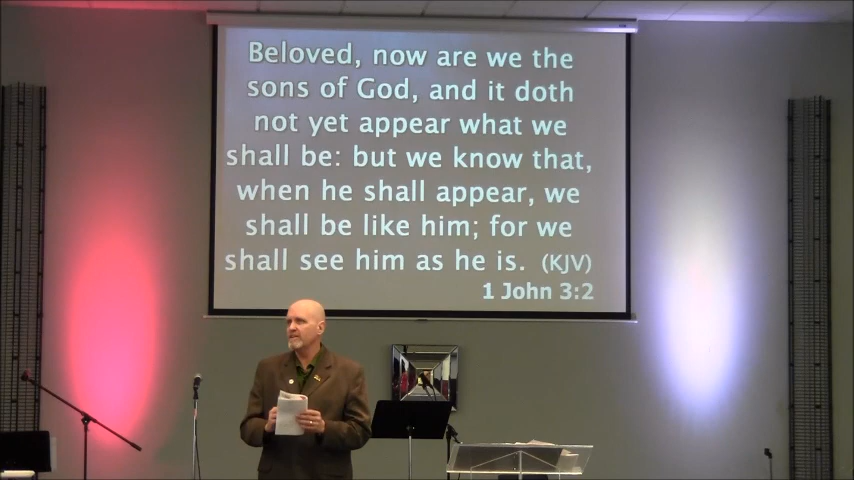 Beloved, now are we the
sons of God, and it doth
not yet appear what we
shall be: but we know that,
when he shall appear, we
shall be like him; for we
shall see him as he is. (KJV)
1 John 3:2